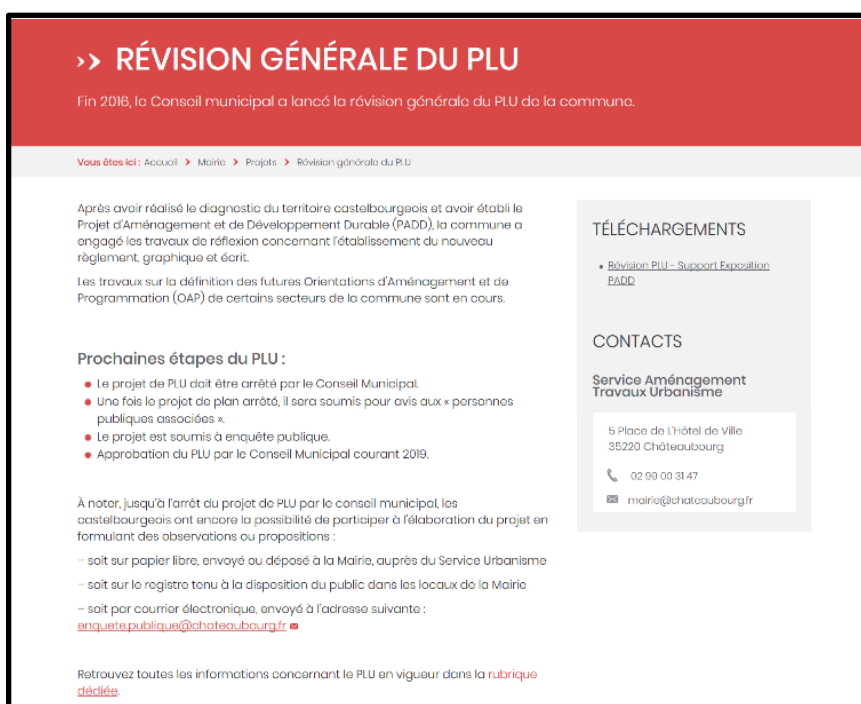 ›› RÉVISION GÉNÉRALE DU PLU
Fin 2016, le Conseil municipal a lancé la révision générale du PLU de la commune.
Vous êtes ici : Accueil > Mairie > Projets > Révision générale du PLU
Après avoir réalisé le diagnostic du territoire castelbourgeois et avoir établi le
Projet d'Aménagement et de Développement Durable (PADD), la commune a
engagé les travaux de réflexion concernant l'établissement du nouveau
règlement, graphique et écrit.
Les travaux sur la définition des futures Orientations d'Aménagement et de
Programmation (OAP) de certains secteurs de la commune sont en cours.
Prochaines étapes du PLU :
• Le projet de PLU doit être arrêté par le Conseil Municipal.
• Une fois le projet de plan arrêté, il sera soumis pour avis aux « personnes
publiques associées ».
• Le projet est soumis à enquête publique.
• Approbation du PLU par le Conseil Municipal courant 2019.
À noter, jusqu'à l'arrêt du projet de PLU par le conseil municipal, les
castelbourgeois ont encore la possibilité de participer à l'élaboration du projet en
formulant des observations ou propositions :
– soit sur papier libre, envoyé ou déposé à la Mairie, auprès du Service Urbanisme
– soit sur le registre tenu à la disposition du public dans les locaux de la Mairie
– soit par courrier électronique, envoyé à l'adresse suivante :
enquete.publique@chateaubourg.fr
Retrouvez toutes les informations concernant le PLU en vigueur dans la rubrique
dédiée.
TÉLÉCHARGEMENTS
• Révision PLU - Support Exposition
PADD
CONTACTS
Service Aménagement
Travaux Urbanisme
5 Place de L'Hôtel de Ville
35220 Châteaubourg
02 99 00 31 47
mairie@chateaubourg.fr